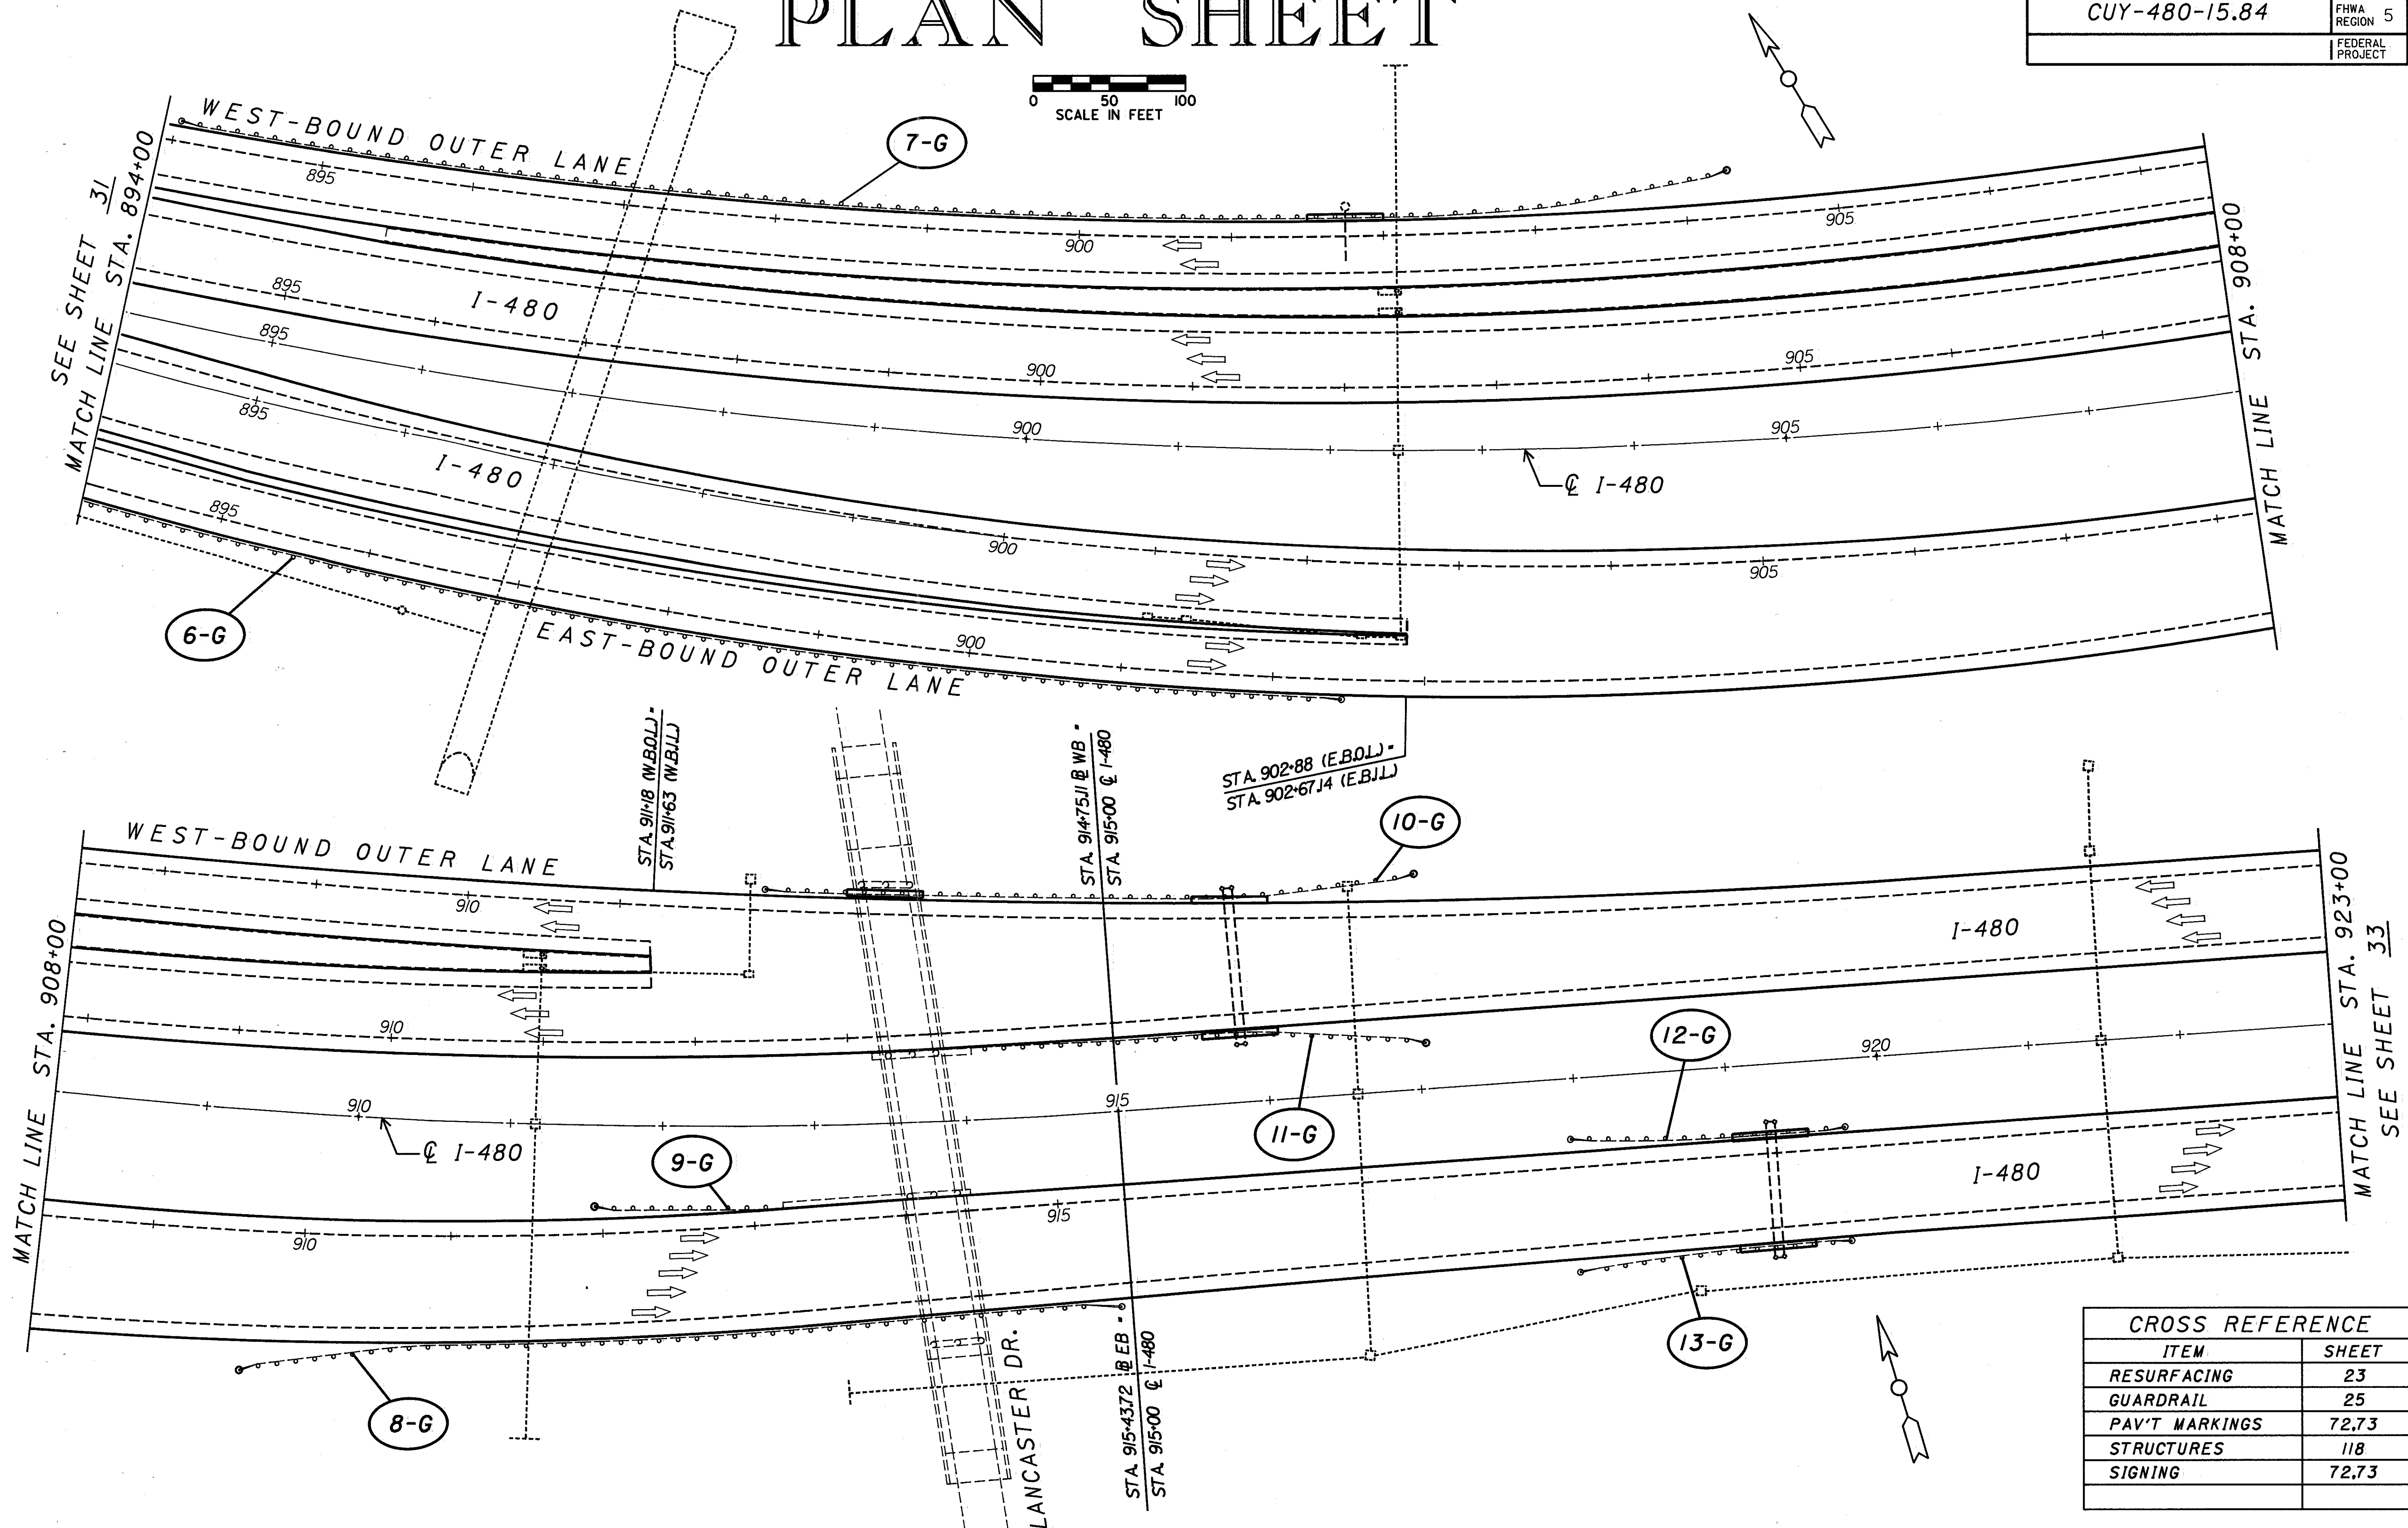 PLAN SHEET
CUY-480-15.84
FHWA
REGION 5
FEDERAL
PROJECT
0 50 100
SCALE IN FEET
SEE SHEET 31
MATCH LINE STA. 894+00
WEST-BOUND OUTER LANE
7-G
895
900
905
I-480
895
900
905
895
900
905
℄ I-480
895
I-480
900
905
895
900
6-G
EAST-BOUND OUTER LANE
MATCH LINE STA. 908+00
STA. 902+88 (E.B.O.L.) =
STA. 902+67.14 (E.B.I.L.)
STA. 911+18 (W.B.O.L.) =
STA. 911+63 (W.B.I.L.)
STA. 914+75.11 ⅊ WB =
STA. 915+00 ℄ I-480
MATCH LINE STA. 908+00
WEST-BOUND OUTER LANE
10-G
910
I-480
910
11-G
12-G
920
910
915
℄ I-480
9-G
915
I-480
910
8-G
13-G
LANCASTER DR.
STA. 915+43.72 ⅊ EB =
STA. 915+00 ℄ I-480
MATCH LINE STA. 923+00
SEE SHEET 33
CROSS REFERENCE
ITEM SHEET
RESURFACING 23
GUARDRAIL 25
PAV'T MARKINGS 72,73
STRUCTURES 118
SIGNING 72,73